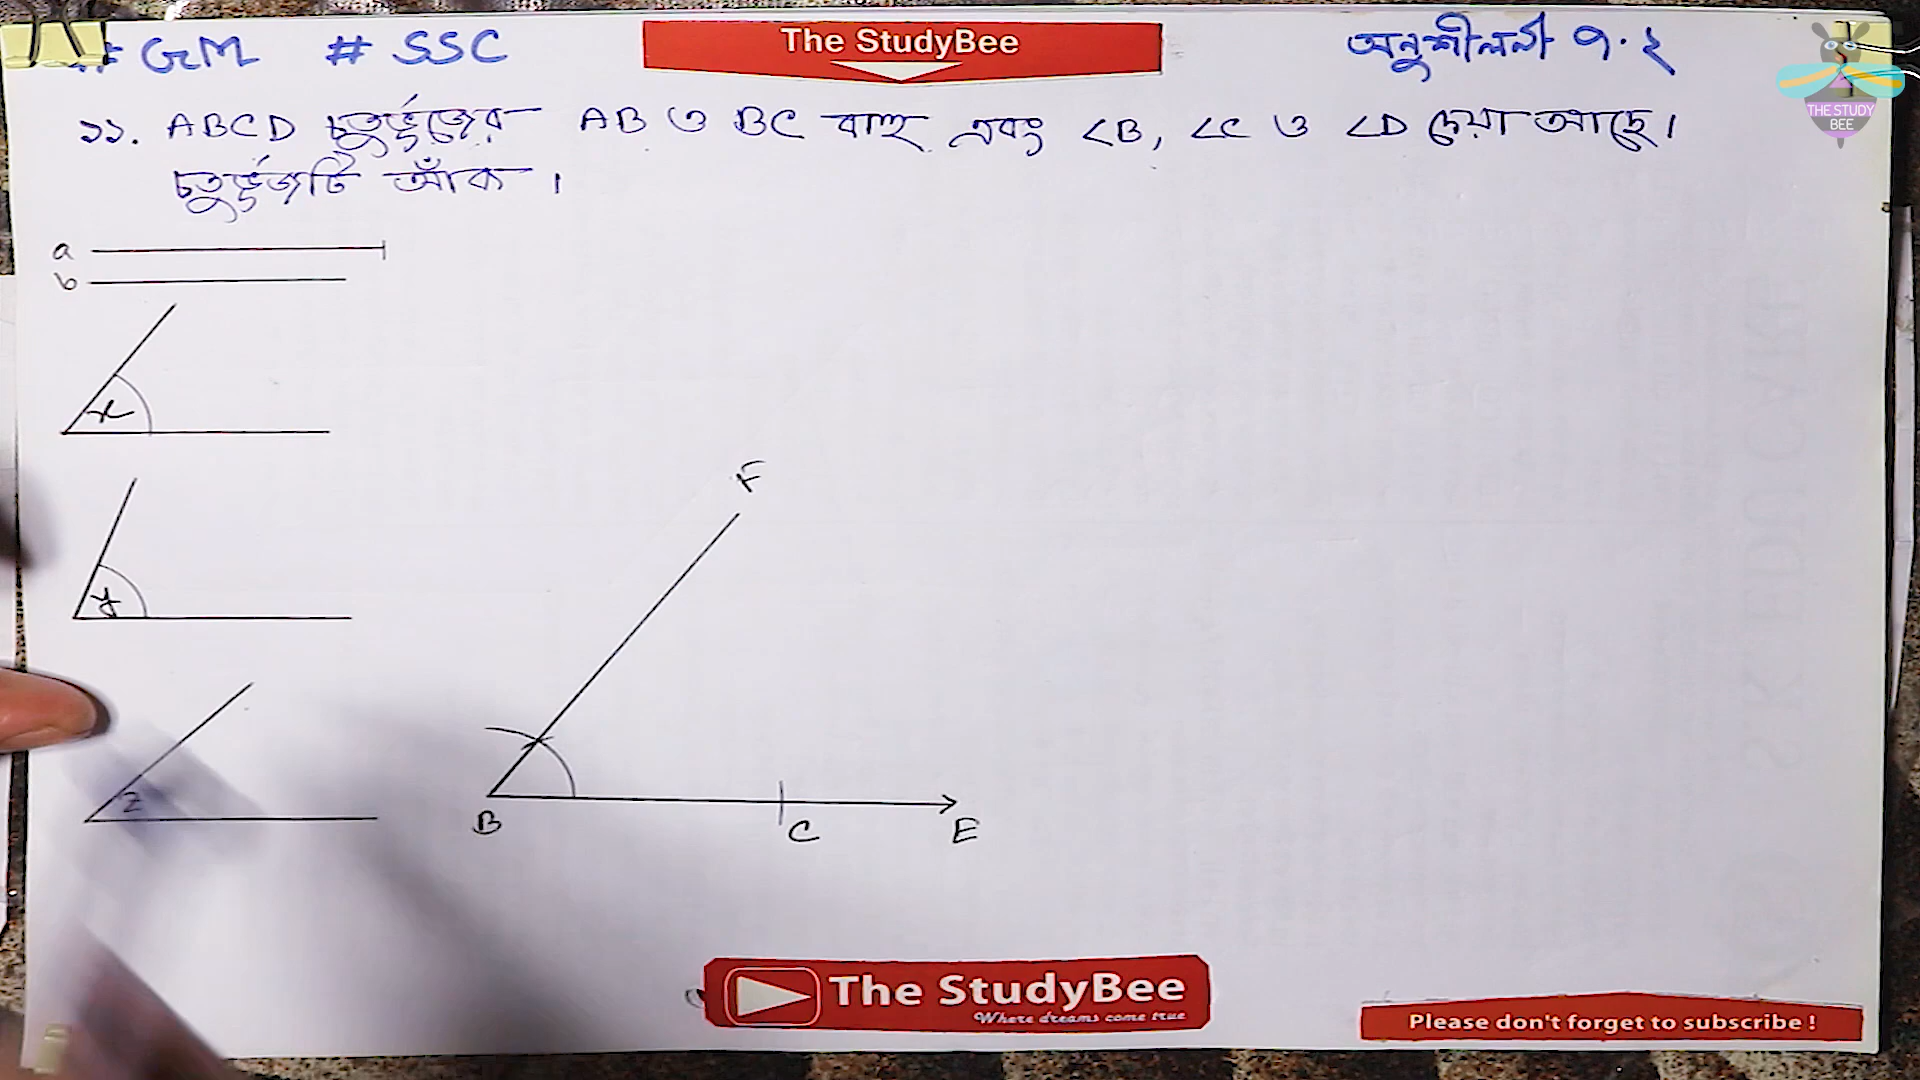 # GM # SSC
The StudyBee
অনুশীলনী ৭.২
THE STUDY
BEE
১১. ABCD চতুর্ভুজের AB ও BC বাহু এবং ∠B, ∠C ও ∠D দেয়া আছে।
চতুর্ভুজটি আঁক।
a
b
x
y
z
F
B
C
E
The StudyBee
Where dreams come true
Please don't forget to subscribe !